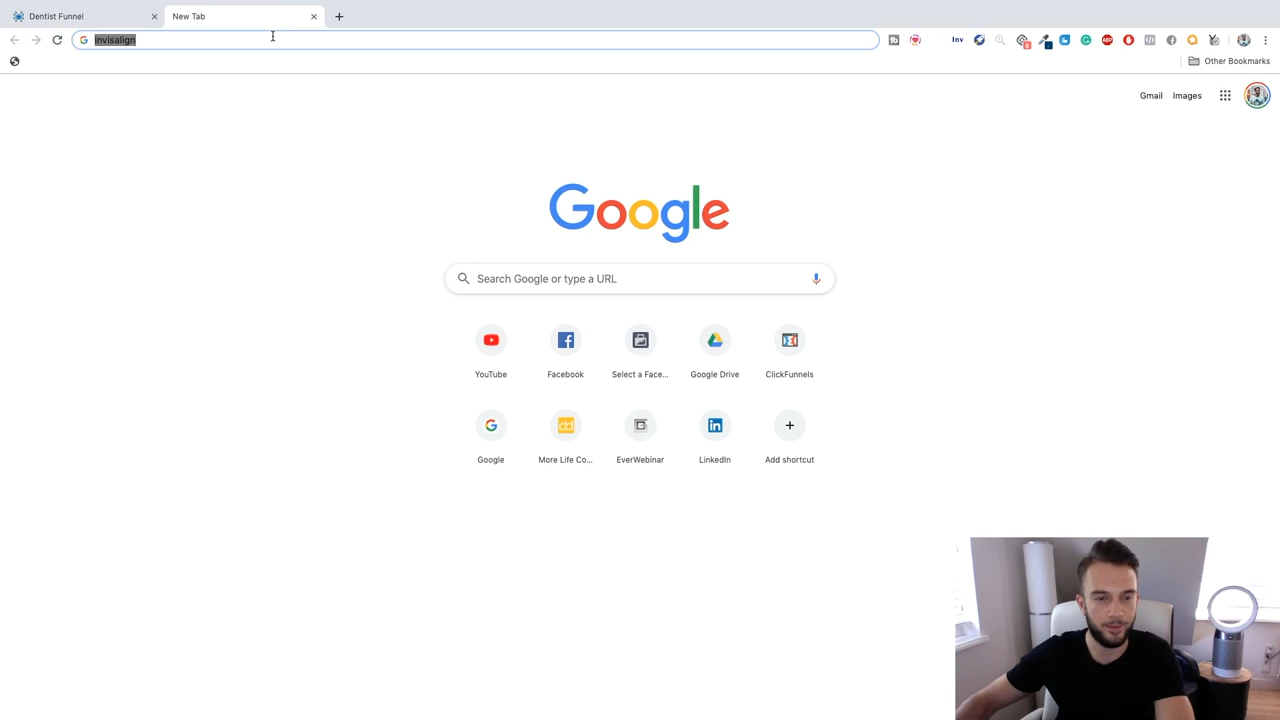 Dentist Funnel
New Tab
invisalign
Inv
ABP
Other Bookmarks
Gmail
Images
Google
Search Google or type a URL
YouTube
Facebook
Select a Face...
Google Drive
ClickFunnels
Google
More Life Co...
EverWebinar
LinkedIn
Add shortcut